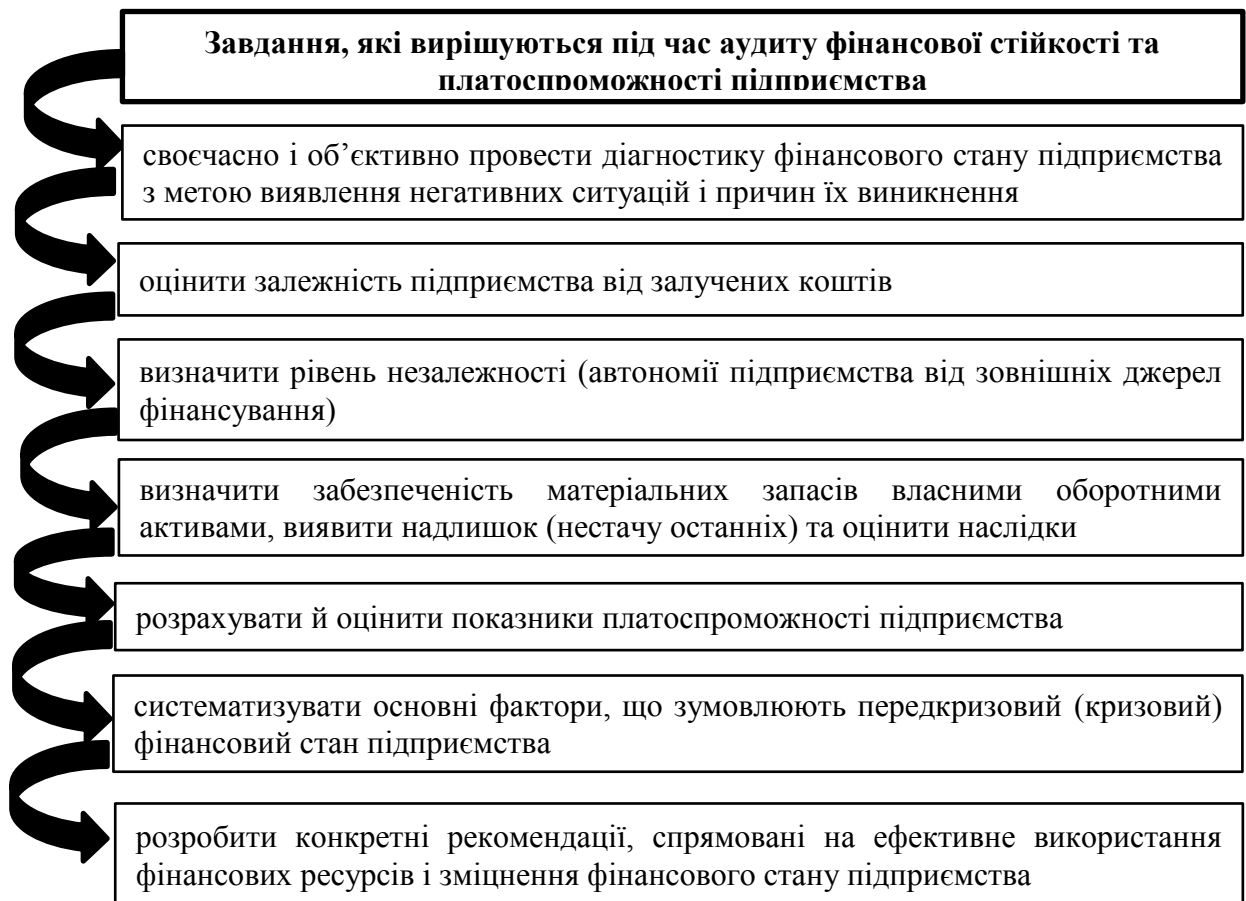 Завдання, які вирішуються під час аудиту фінансової стійкості та
платоспроможності підприємства
своєчасно і об’єктивно провести діагностику фінансового стану підприємства
з метою виявлення негативних ситуацій і причин їх виникнення
оцінити залежність підприємства від залучених коштів
визначити рівень незалежності (автономії підприємства від зовнішніх джерел
фінансування)
визначити забезпеченість матеріальних запасів власними оборотними
активами, виявити надлишок (нестачу останніх) та оцінити наслідки
розрахувати й оцінити показники платоспроможності підприємства
систематизувати основні фактори, що зумовлюють передкризовий (кризовий)
фінансовий стан підприємства
розробити конкретні рекомендації, спрямовані на ефективне використання
фінансових ресурсів і зміцнення фінансового стану підприємства